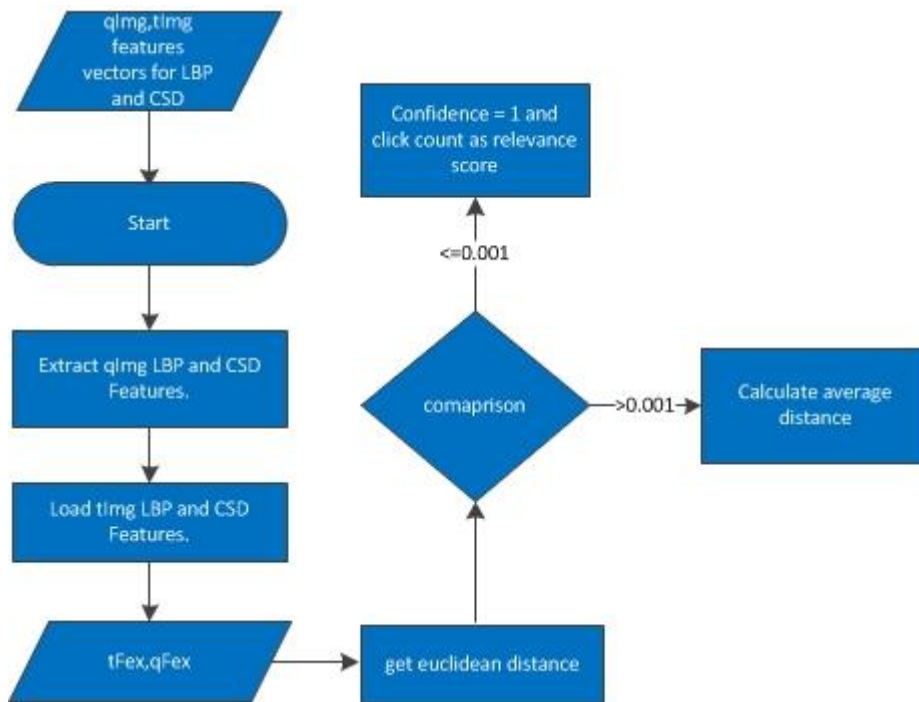 qImg,tImg
features
vectors for LBP
and CSD
Start
Extract qImg LBP and CSD
Features.
Load tImg LBP and CSD
Features.
tFex,qFex
get euclidean distance
comaprison
<=0.001
Confidence = 1 and
click count as relevance
score
>0.001
Calculate average
distance